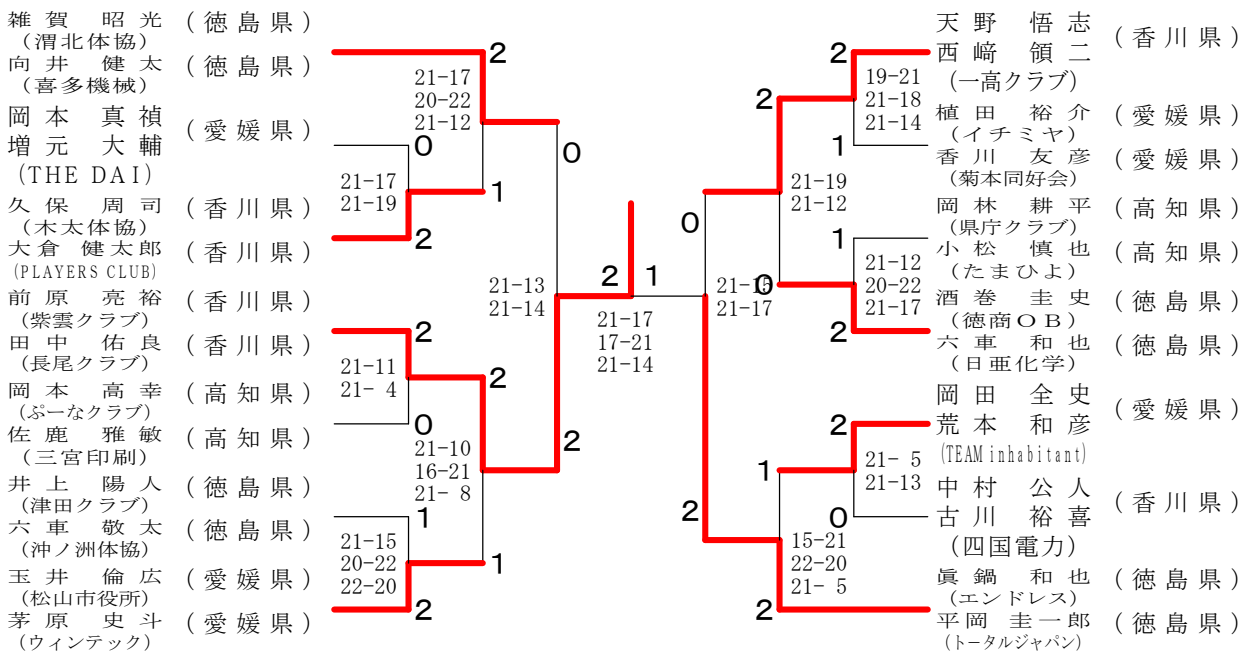 雑賀 昭光 (徳島県)
(渭北体協)
向井 健太 (徳島県)
(喜多機械)
岡本 真禎
増元 大輔
(愛媛県)
(THE DAI)
久保 周司 (香川県)
(木太体協)
大倉 健太郎 (香川県)
(PLAYERS CLUB)
前原 亮裕 (香川県)
(紫雲クラブ)
田中 佑良 (香川県)
(長尾クラブ)
岡本 高幸 (高知県)
(ぷーなクラブ)
佐鹿 雅敏 (高知県)
(三宮印刷)
井上 陽人 (徳島県)
(津田クラブ)
六車 敬太 (徳島県)
(沖ノ洲体協)
玉井 倫広 (愛媛県)
(松山市役所)
茅原 史斗 (愛媛県)
(ウィンテック)
2
21-17
20-22
21-12
0
21-17
21-19
2
1
0
2
21-11
21- 4
0
2
21-10
16-21
21- 8
1
21-15
20-22
22-20
2
1
21-13
21-14
2
2
1
21-17
17-21
21-14
0
21-15
21-17
2
2
21-19
21-12
0
2
19-21
21-18
21-14
1
1
21-12
20-22
21-17
2
2
21- 5
21-13
0
1
15-21
22-20
21- 5
2
天野 悟志
西﨑 領二
(香川県)
(一高クラブ)
植田 裕介 (愛媛県)
(イチミヤ)
香川 友彦 (愛媛県)
(菊本同好会)
岡林 耕平 (高知県)
(県庁クラブ)
小松 慎也 (高知県)
(たまひよ)
酒巻 圭史 (徳島県)
(徳商OB)
六車 和也 (徳島県)
(日亜化学)
岡田 全史
荒本 和彦
(愛媛県)
(TEAM inhabitant)
中村 公人
古川 裕喜
(香川県)
(四国電力)
眞鍋 和也 (徳島県)
(エンドレス)
平岡 圭一郎 (徳島県)
(トータルジャパン)